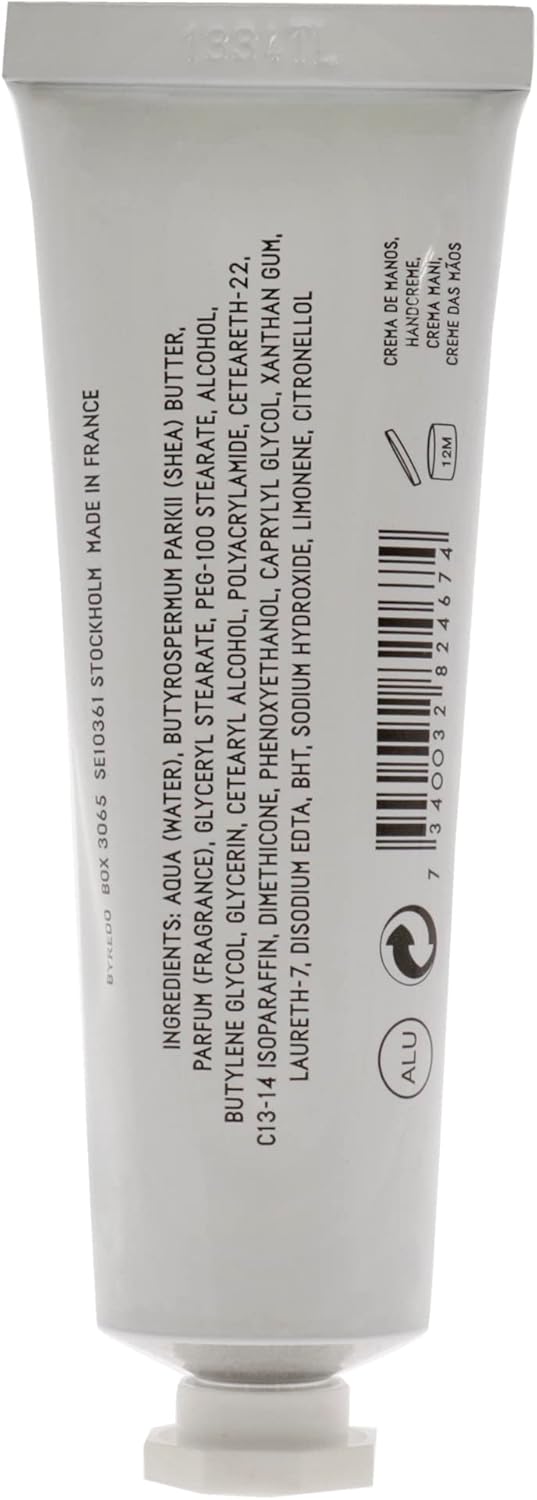 1334TL
BYREDO BOX 3065 SE10361 STOCKHOLM MADE IN FRANCE
INGREDIENTS: AQUA (WATER), BUTYROSPERMUM PARKII (SHEA) BUTTER,
PARFUM (FRAGRANCE), GLYCERYL STEARATE, PEG-100 STEARATE, ALCOHOL,
BUTYLENE GLYCOL, GLYCERIN, CETEARYL ALCOHOL, POLYACRYLAMIDE, CETEARETH-22,
C13-14 ISOPARAFFIN, DIMETHICONE, PHENOXYETHANOL, CAPRYLYL GLYCOL, XANTHAN GUM,
LAURETH-7, DISODIUM EDTA, BHT, SODIUM HYDROXIDE, LIMONENE, CITRONELLOL
CREMA DE MANOS,
HANDCREME,
CREMA MANI,
CREME DAS MÃOS
12M
7 340032 824674
ALU